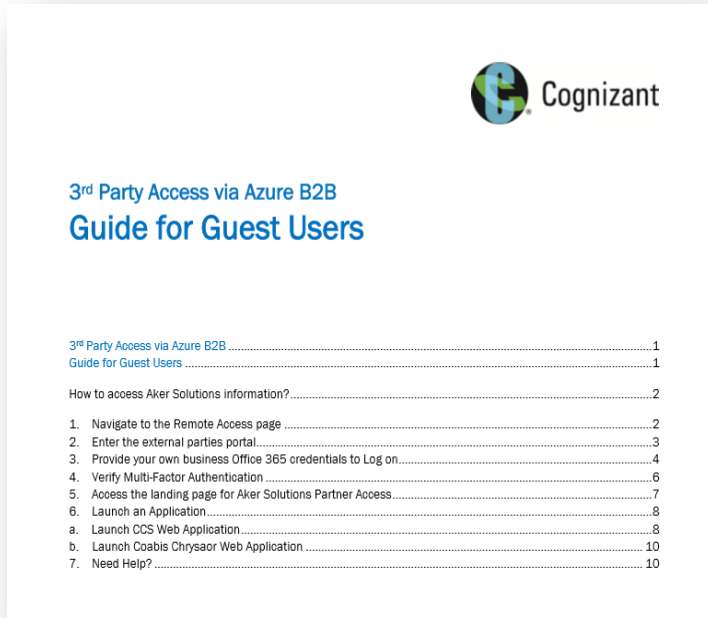 Cognizant
3rd Party Access via Azure B2B
Guide for Guest Users
3rd Party Access via Azure B2B 1
Guide for Guest Users 1
How to access Aker Solutions information? 2
1. Navigate to the Remote Access page 2
2. Enter the external parties portal 3
3. Provide your own business Office 365 credentials to Log on 4
4. Verify Multi-Factor Authentication 6
5. Access the landing page for Aker Solutions Partner Access 7
6. Launch an Application 8
a. Launch CCS Web Application 8
b. Launch Coabis Chrysaor Web Application 10
7. Need Help? 10